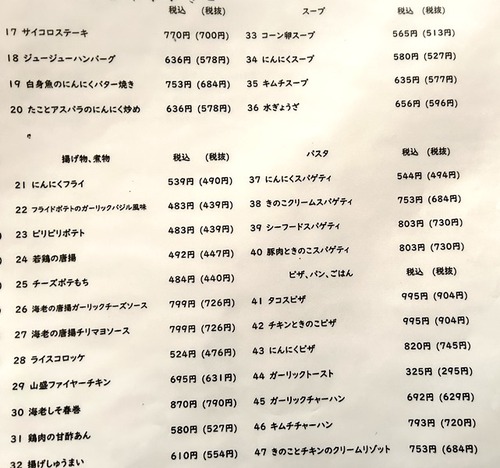 税込 (税抜)
17 サイコロステーキ 770円 (700円)
18 ジュージューハンバーグ 636円 (578円)
19 白身魚のにんにくバター焼き 753円 (684円)
20 たことアスパラのにんにく炒め 636円 (578円)
揚げ物、煮物 税込 (税抜)
21 にんにくフライ 539円 (490円)
22 フライドポテトのガーリックバジル風味 483円 (439円)
23 ピリピリポテト 483円 (439円)
24 若鶏の唐揚 492円 (447円)
25 チーズポテもち 484円 (440円)
26 海老の唐揚ガーリックチーズソース 799円 (726円)
27 海老の唐揚チリマヨソース 799円 (726円)
28 ライスコロッケ 524円 (476円)
29 山盛ファイヤーチキン 695円 (631円)
30 海老しそ春巻 870円 (790円)
31 鶏肉の甘酢あん 580円 (527円)
32 揚げしゅうまい 610円 (554円)
スープ 税込 (税抜)
33 コーン卵スープ 565円 (513円)
34 にんにくスープ 580円 (527円)
35 キムチスープ 635円 (577円)
36 水ぎょうざ 656円 (596円)
パスタ 税込 (税抜)
37 にんにくスパゲティ 544円 (494円)
38 きのこクリームスパゲティ 753円 (684円)
39 シーフードスパゲティ 803円 (730円)
40 豚肉ときのこスパゲティ 803円 (730円)
ピザ、パン、ごはん 税込 (税抜)
41 タコスピザ 995円 (904円)
42 チキンときのこピザ 995円 (904円)
43 にんにくピザ 820円 (745円)
44 ガーリックトースト 325円 (295円)
45 ガーリックチャーハン 692円 (629円)
46 キムチチャーハン 793円 (720円)
47 きのことチキンのクリームリゾット 753円 (684円)